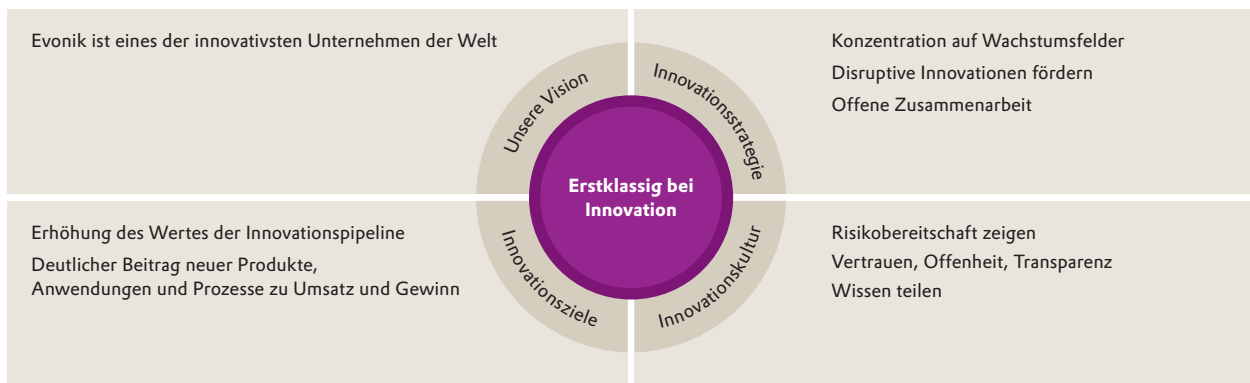 Evonik ist eines der innovativsten Unternehmen der Welt
Unsere Vision
Innovationsstrategie
Konzentration auf Wachstumsfelder
Disruptive Innovationen fördern
Offene Zusammenarbeit
Erstklassig bei
Innovation
Erhöhung des Wertes der Innovationspipeline
Deutlicher Beitrag neuer Produkte,
Anwendungen und Prozesse zu Umsatz und Gewinn
Innovationsziele
Innovationskultur
Risikobereitschaft zeigen
Vertrauen, Offenheit, Transparenz
Wissen teilen